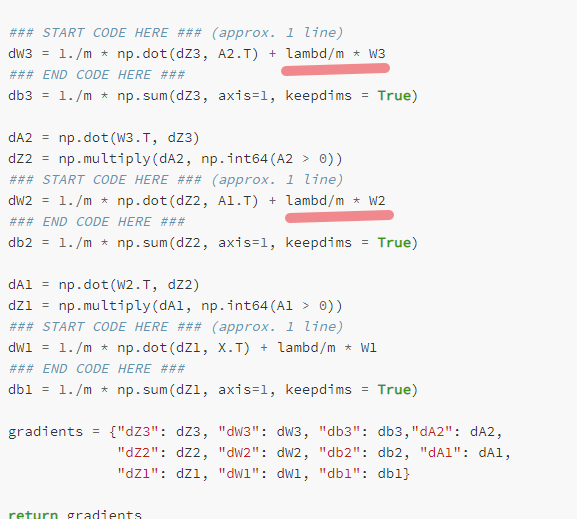 ### START CODE HERE ### (approx. 1 line)
dW3 = 1./m * np.dot(dZ3, A2.T) + lambd/m * W3
### END CODE HERE ###
db3 = 1./m * np.sum(dZ3, axis=1, keepdims = True)
dA2 = np.dot(W3.T, dZ3)
dZ2 = np.multiply(dA2, np.int64(A2 > 0))
### START CODE HERE ### (approx. 1 line)
dW2 = 1./m * np.dot(dZ2, A1.T) + lambd/m * W2
### END CODE HERE ###
db2 = 1./m * np.sum(dZ2, axis=1, keepdims = True)
dA1 = np.dot(W2.T, dZ2)
dZ1 = np.multiply(dA1, np.int64(A1 > 0))
### START CODE HERE ### (approx. 1 line)
dW1 = 1./m * np.dot(dZ1, X.T) + lambd/m * W1
### END CODE HERE ###
db1 = 1./m * np.sum(dZ1, axis=1, keepdims = True)
gradients = {"dZ3": dZ3, "dW3": dW3, "db3": db3,"dA2": dA2,
"dZ2": dZ2, "dW2": dW2, "db2": db2, "dA1": dA1,
"dZ1": dZ1, "dW1": dW1, "db1": db1}
return gradients